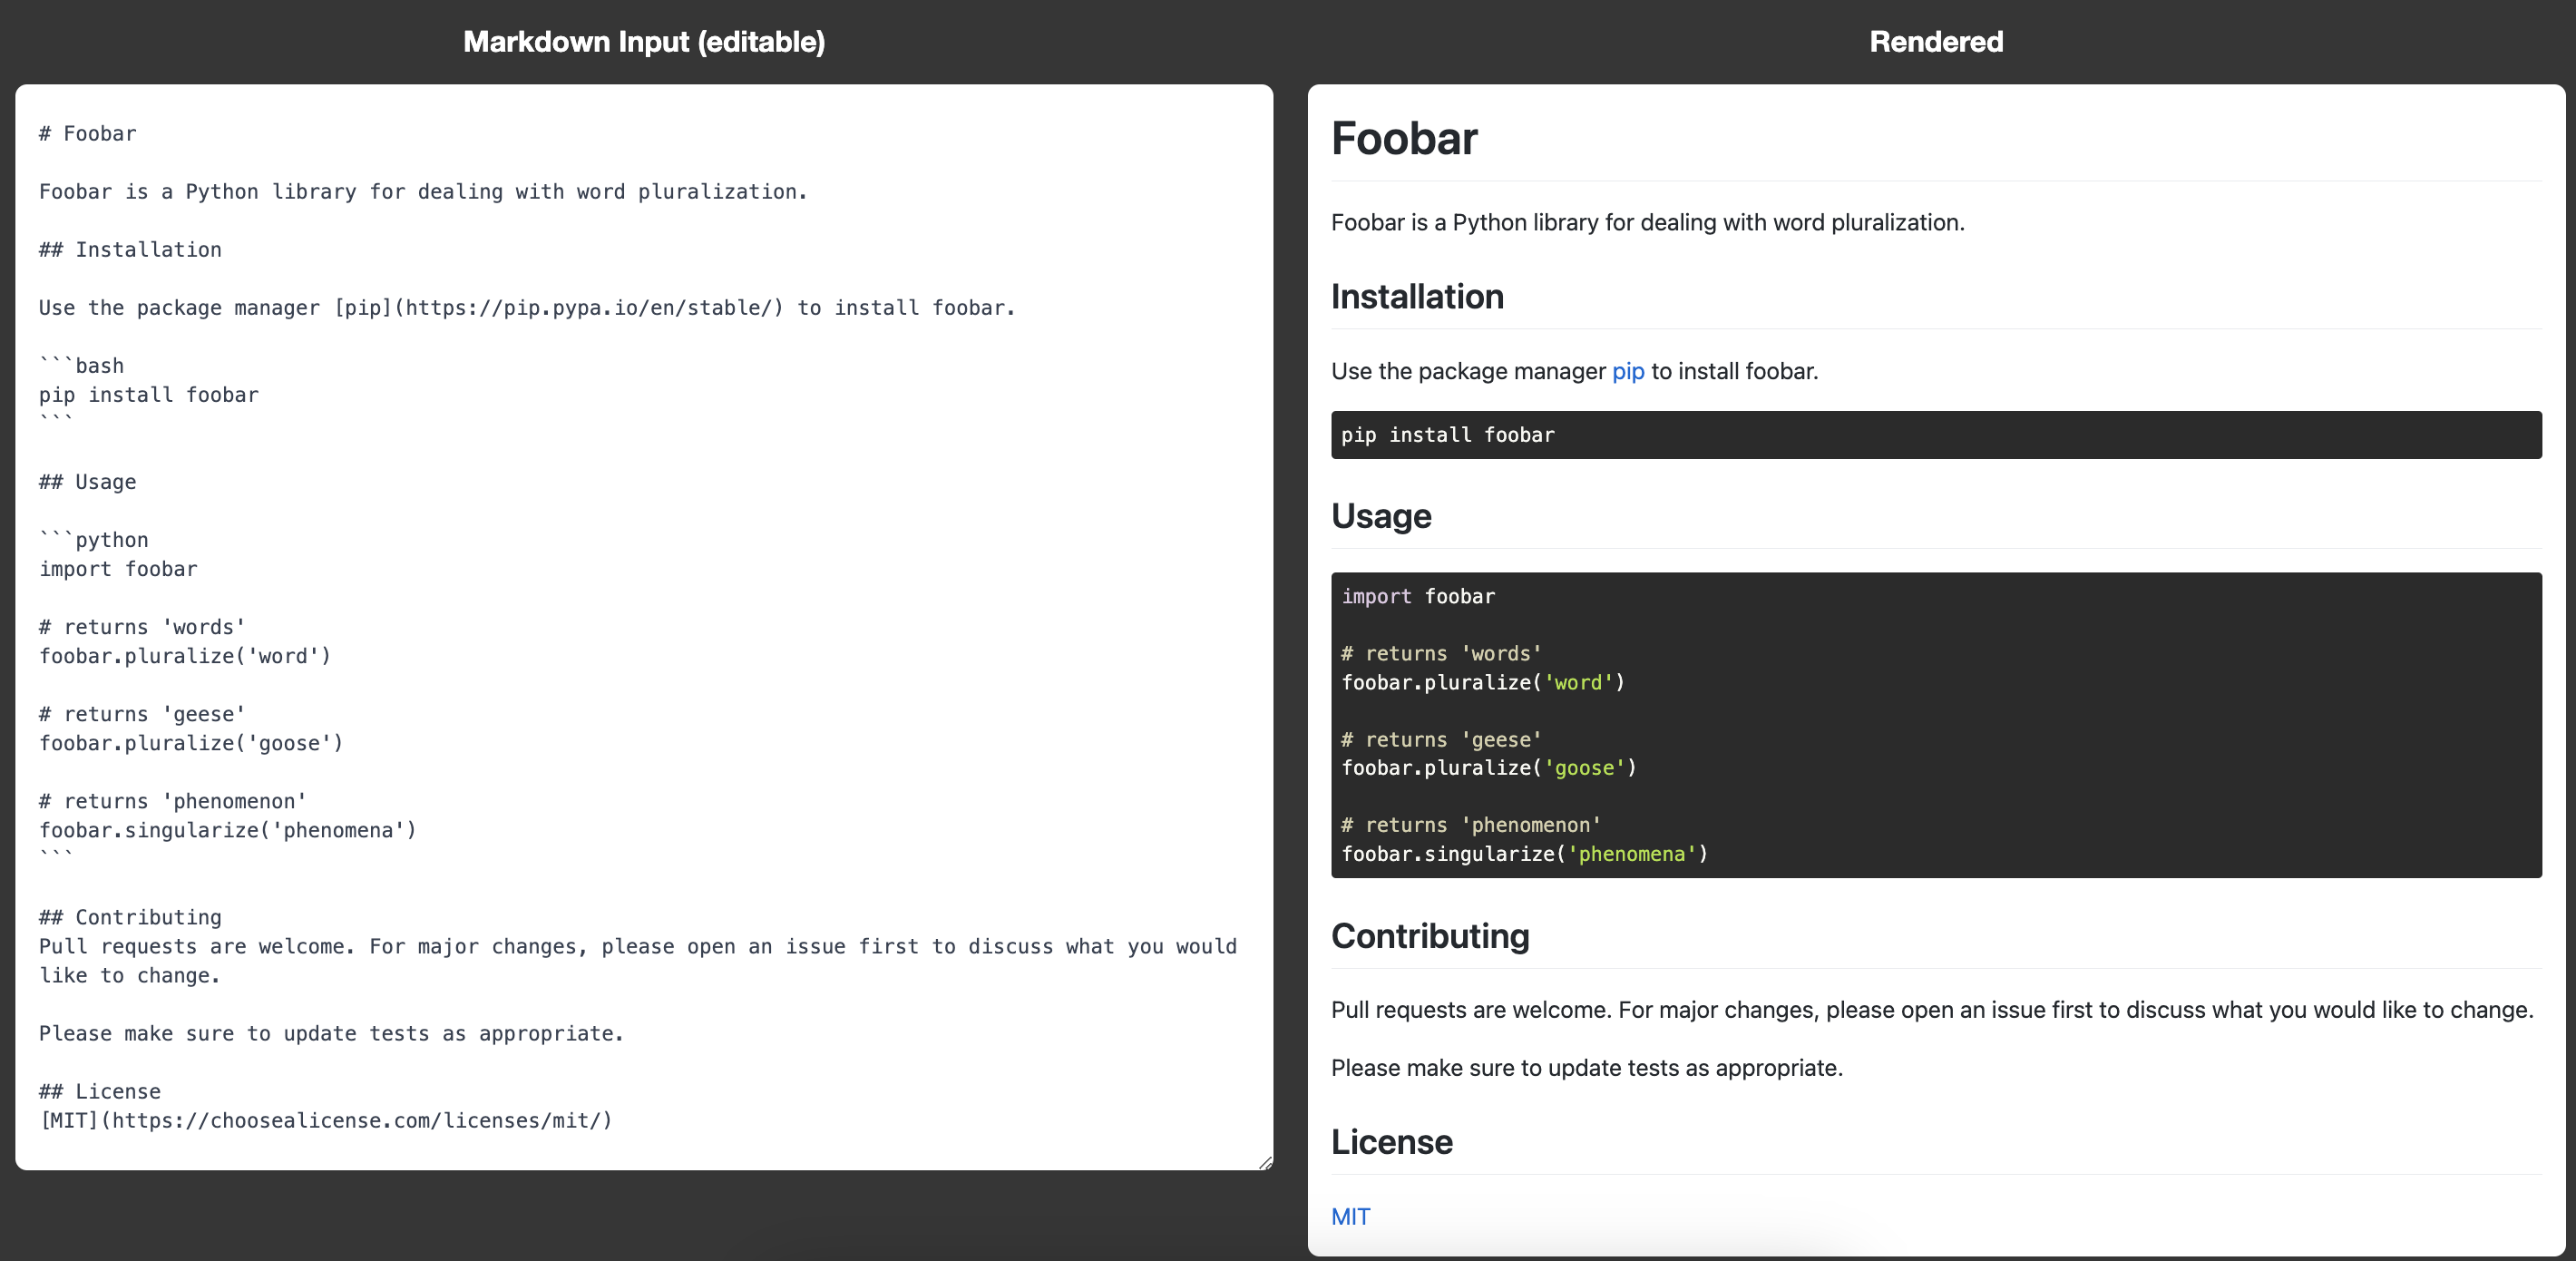 Markdown Input (editable)
# Foobar
Foobar is a Python library for dealing with word pluralization.
## Installation
Use the package manager [pip](https://pip.pypa.io/en/stable/) to install foobar.
```bash
pip install foobar
```
## Usage
```python
import foobar
# returns 'words'
foobar.pluralize('word')
# returns 'geese'
foobar.pluralize('goose')
# returns 'phenomenon'
foobar.singularize('phenomena')
```
## Contributing
Pull requests are welcome. For major changes, please open an issue first to discuss what you would
like to change.
Please make sure to update tests as appropriate.
## License
[MIT](https://choosealicense.com/licenses/mit/)
Rendered
Foobar
Foobar is a Python library for dealing with word pluralization.
Installation
Use the package manager pip to install foobar.
pip install foobar
Usage
import foobar
# returns 'words'
foobar.pluralize('word')
# returns 'geese'
foobar.pluralize('goose')
# returns 'phenomenon'
foobar.singularize('phenomena')
Contributing
Pull requests are welcome. For major changes, please open an issue first to discuss what you would like to change.
Please make sure to update tests as appropriate.
License
MIT